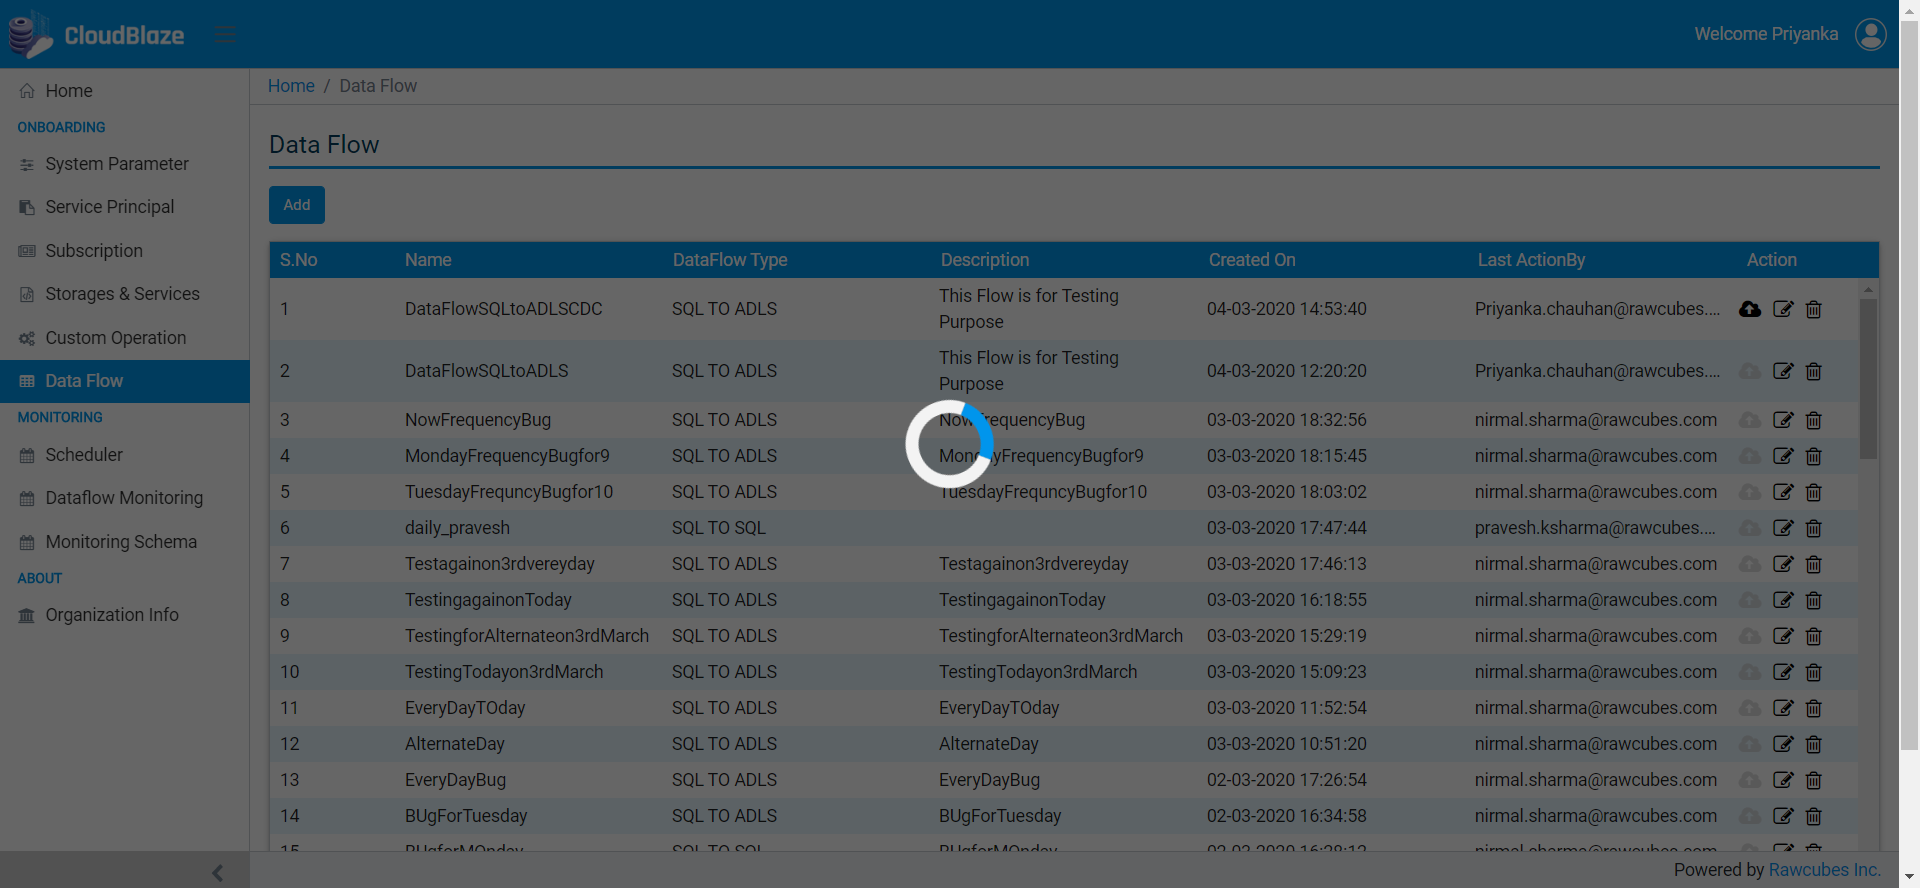 CloudBlaze
Welcome Priyanka
Home
ONBOARDING
System Parameter
Service Principal
Subscription
Storages & Services
Custom Operation
Data Flow
MONITORING
Scheduler
Dataflow Monitoring
Monitoring Schema
ABOUT
Organization Info
Home / Data Flow
Data Flow
Add
S.No Name DataFlow Type Description Created On Last ActionBy Action
1 DataFlowSQLtoADLSCDC SQL TO ADLS This Flow is for Testing Purpose 04-03-2020 14:53:40 Priyanka.chauhan@rawcubes....
2 DataFlowSQLtoADLS SQL TO ADLS This Flow is for Testing Purpose 04-03-2020 12:20:20 Priyanka.chauhan@rawcubes....
3 NowFrequencyBug SQL TO ADLS NowFrequencyBug 03-03-2020 18:32:56 nirmal.sharma@rawcubes.com
4 MondayFrequencyBugfor9 SQL TO ADLS MondayFrequencyBugfor9 03-03-2020 18:15:45 nirmal.sharma@rawcubes.com
5 TuesdayFrequncyBugfor10 SQL TO ADLS TuesdayFrequncyBugfor10 03-03-2020 18:03:02 nirmal.sharma@rawcubes.com
6 daily_pravesh SQL TO SQL 03-03-2020 17:47:44 pravesh.ksharma@rawcubes....
7 Testagainon3rdvereyday SQL TO ADLS Testagainon3rdvereyday 03-03-2020 17:46:13 nirmal.sharma@rawcubes.com
8 TestingagainonToday SQL TO ADLS TestingagainonToday 03-03-2020 16:18:55 nirmal.sharma@rawcubes.com
9 TestingforAlternateon3rdMarch SQL TO ADLS TestingforAlternateon3rdMarch 03-03-2020 15:29:19 nirmal.sharma@rawcubes.com
10 TestingTodayon3rdMarch SQL TO ADLS TestingTodayon3rdMarch 03-03-2020 15:09:23 nirmal.sharma@rawcubes.com
11 EveryDayTOday SQL TO ADLS EveryDayTOday 03-03-2020 11:52:54 nirmal.sharma@rawcubes.com
12 AlternateDay SQL TO ADLS AlternateDay 03-03-2020 10:51:20 nirmal.sharma@rawcubes.com
13 EveryDayBug SQL TO ADLS EveryDayBug 02-03-2020 17:26:54 nirmal.sharma@rawcubes.com
14 BUgForTuesday SQL TO ADLS BUgForTuesday 02-03-2020 16:34:58 nirmal.sharma@rawcubes.com
Powered by Rawcubes Inc.